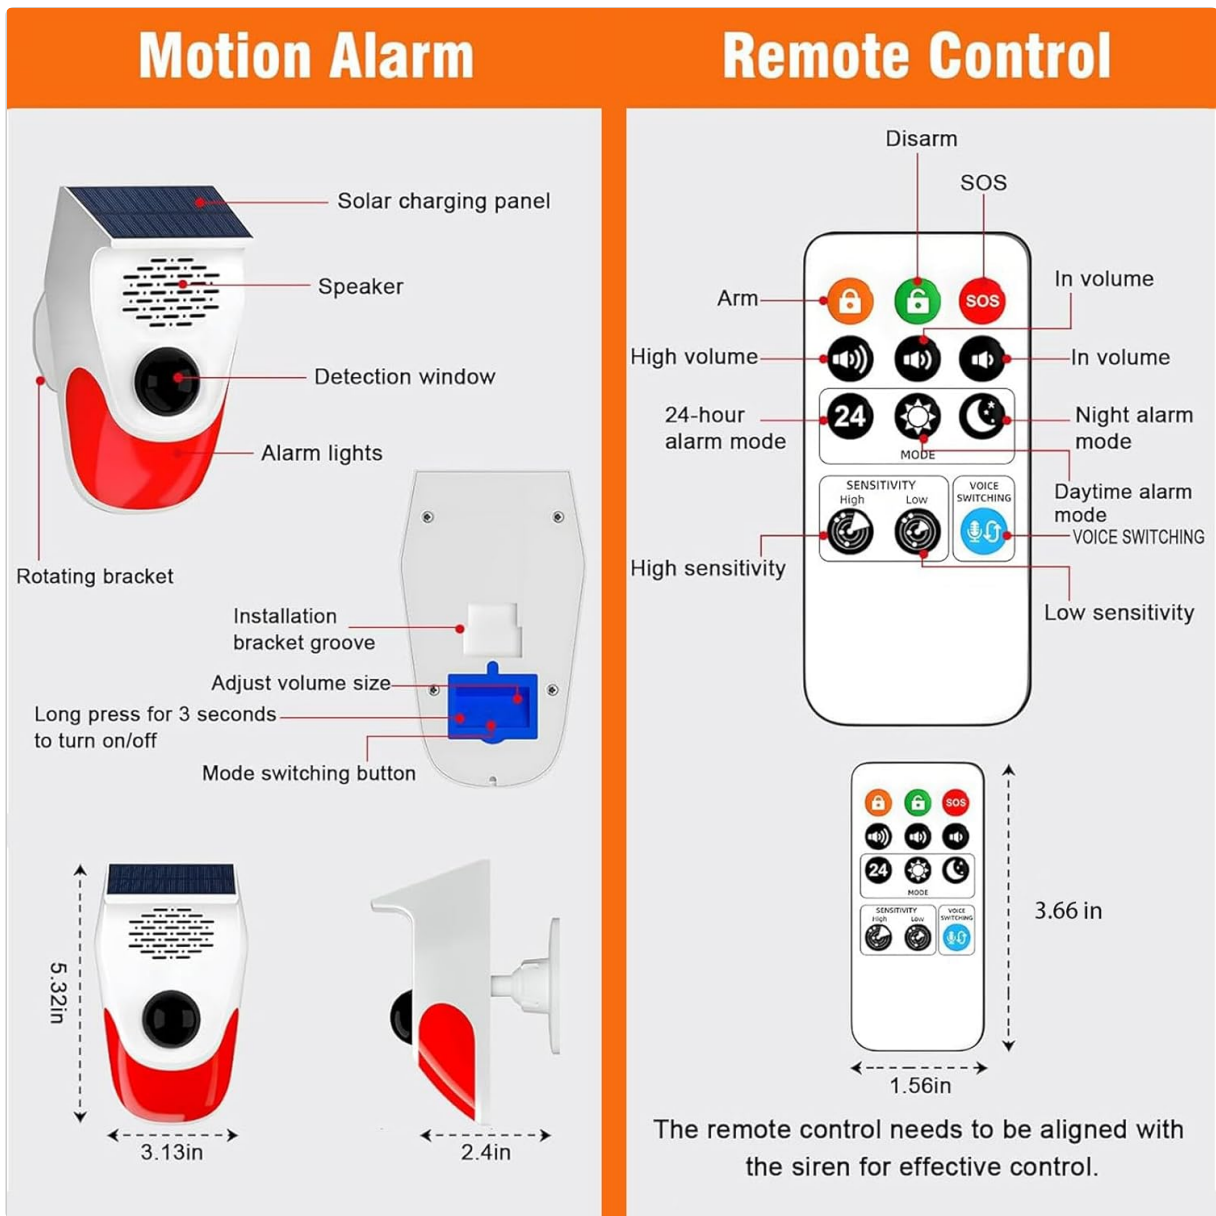 Motion Alarm
Solar charging panel
Speaker
Detection window
Alarm lights
Rotating bracket
Installation
bracket groove
Adjust volume size
Long press for 3 seconds
to turn on/off
Mode switching button
5.32in
3.13in
2.4in
Remote Control
Disarm
SOS
In volume
Arm
SOS
High volume
In volume
24-hour
alarm mode
24
Night alarm
mode
MODE
Daytime alarm
mode
SENSITIVITY
High
Low
VOICE
SWITCHING
VOICE SWITCHING
High sensitivity
Low sensitivity
SOS
24
MODE
SENSITIVITY
High
Low
VOICE
SWITCHING
3.66 in
1.56in
The remote control needs to be aligned with
the siren for effective control.